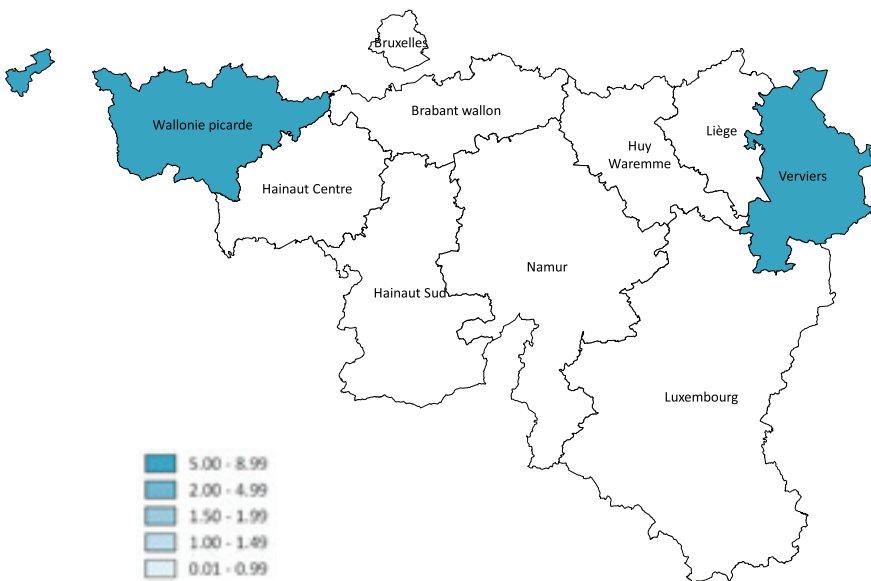 Bruxelles
Wallonie picarde
Brabant wallon
Liège
Huy
Waremme
Verviers
Hainaut Centre
Namur
Hainaut Sud
Luxembourg
5.00 - 8.99
2.00 - 4.99
1.50 - 1.99
1.00 - 1.49
0.01 - 0.99